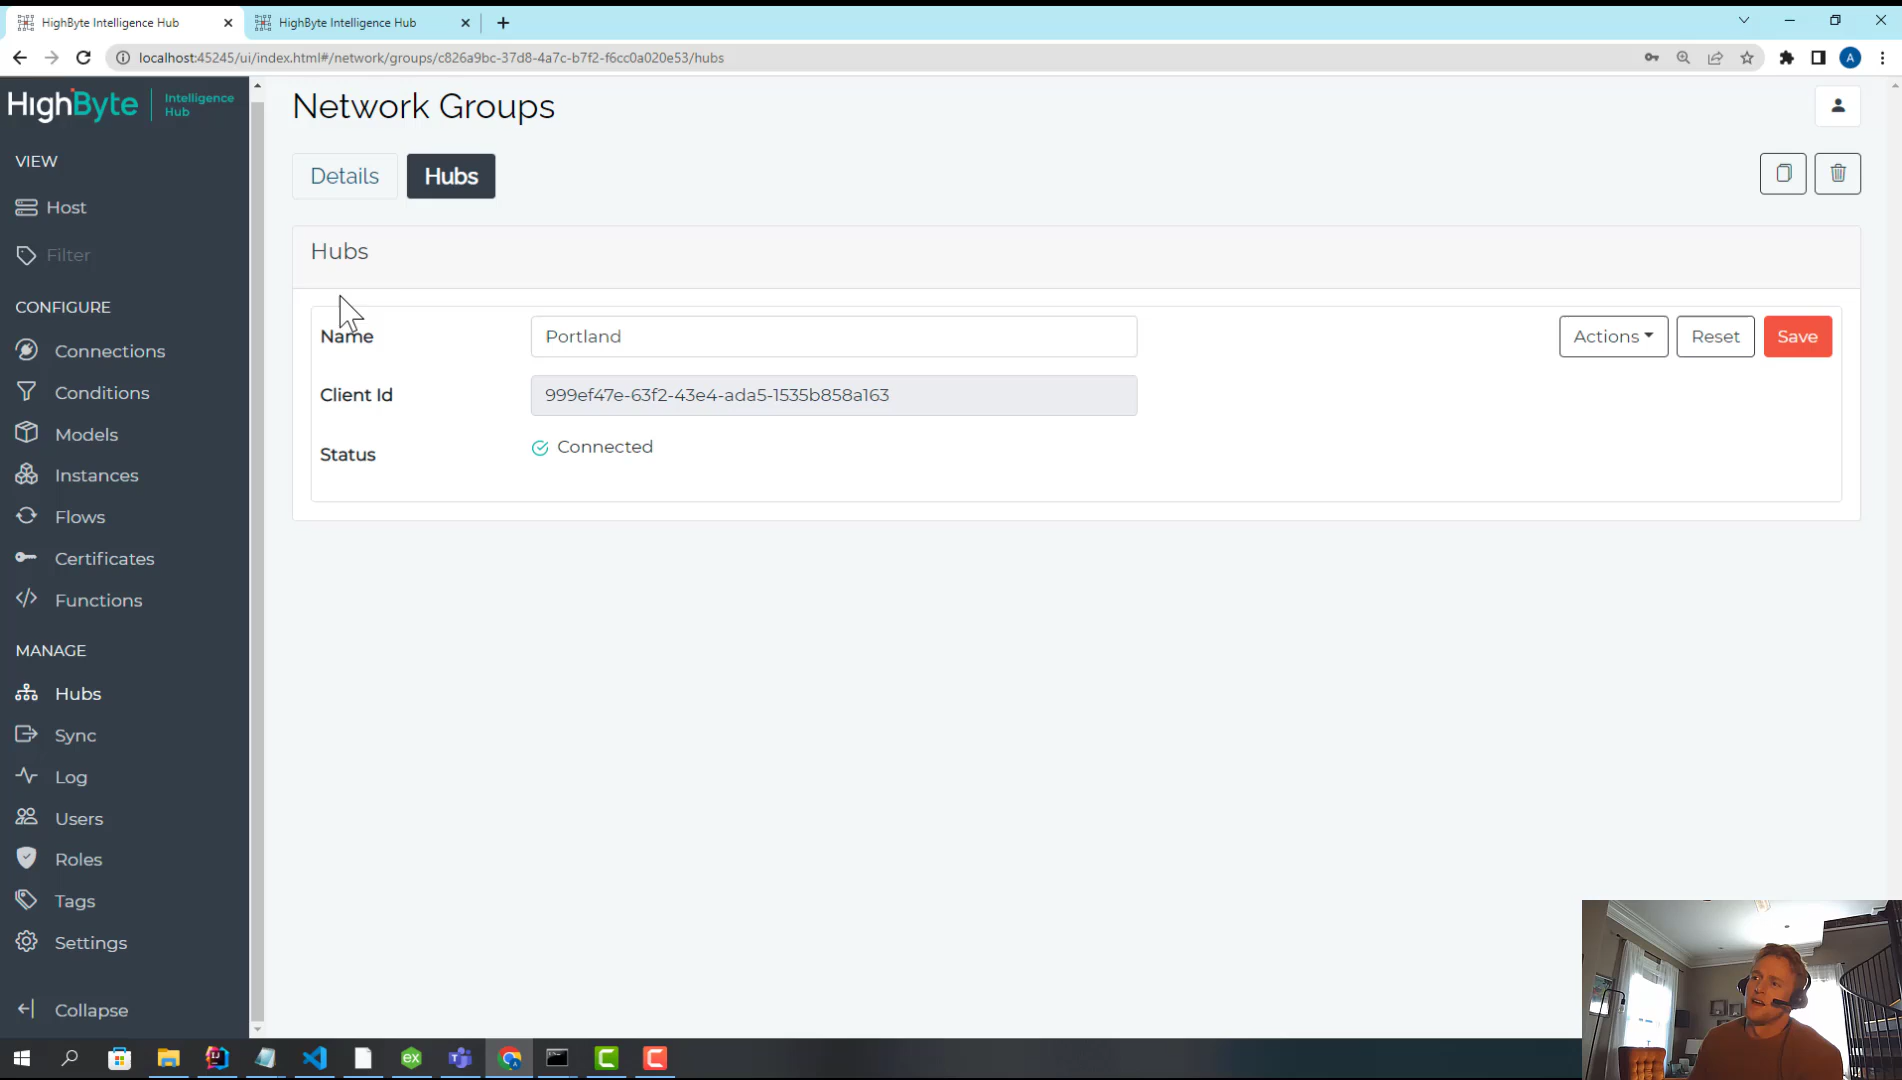 HighByte Intelligence Hub
HighByte Intelligence Hub
localhost:45245/ui/index.html#/network/groups/c826a9bc-37d8-4a7c-b7f2-f6cc0a020e53/hubs
A
HighByte
Intelligence
Hub
VIEW
Host
Filter
CONFIGURE
Connections
Conditions
Models
Instances
Flows
Certificates
Functions
MANAGE
Hubs
Sync
Log
Users
Roles
Tags
Settings
Collapse
Network Groups
Details
Hubs
Hubs
Name
Portland
Actions
Reset
Save
Client Id
999ef47e-63f2-43e4-ada5-1535b858a163
Status
Connected
ex